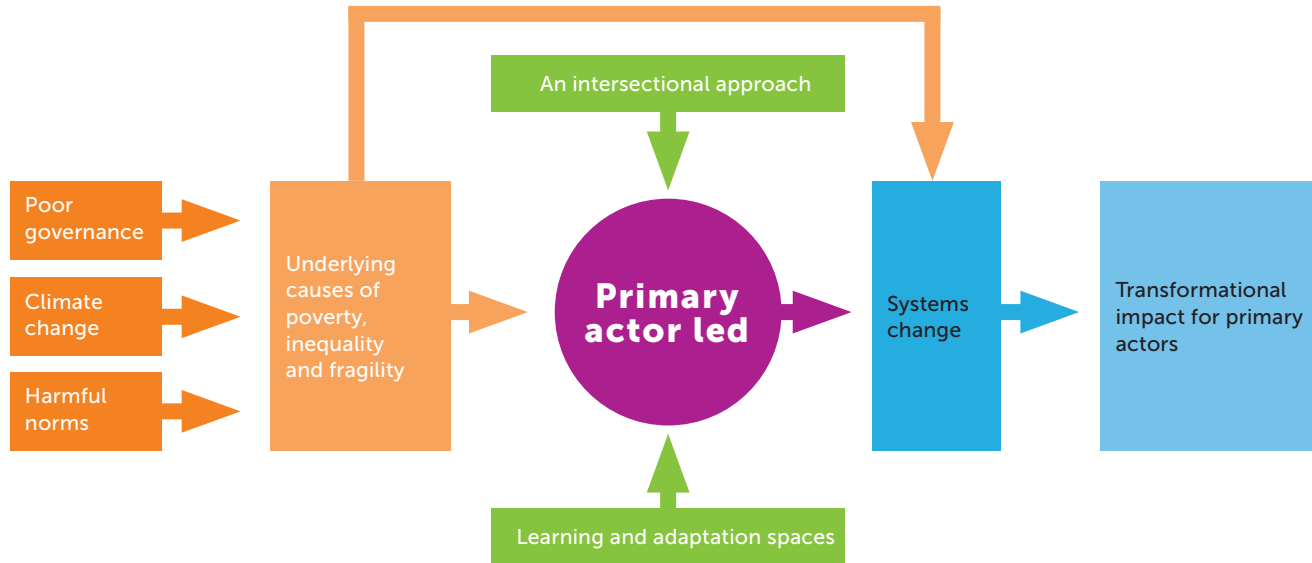 An intersectional approach
Poor
governance
Climate
change
Harmful
norms
Underlying
causes of
poverty,
inequality
and fragility
Primary
actor led
Systems
change
Transformational
impact for primary
actors
Learning and adaptation spaces